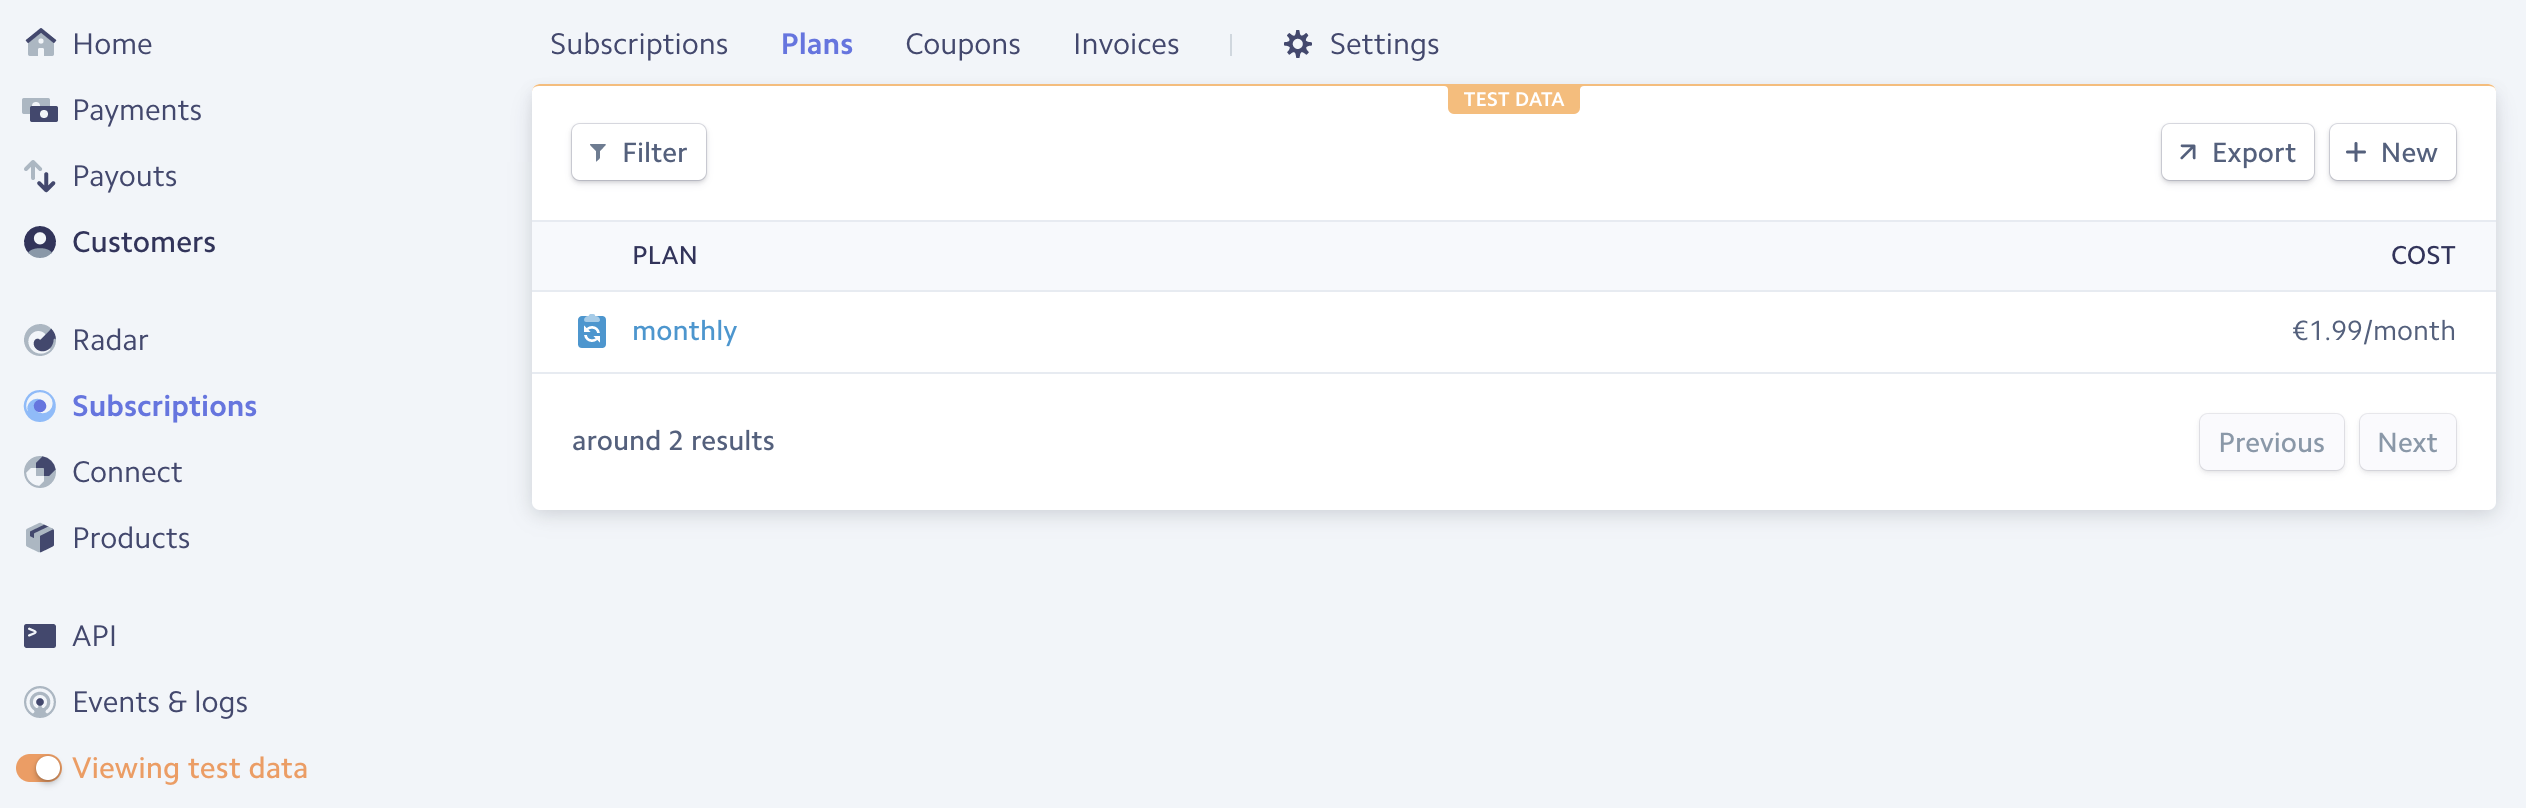 Home
Payments
Payouts
Customers
Radar
Subscriptions
Connect
Products
API
Events & logs
Viewing test data
Subscriptions Plans Coupons Invoices Settings
TEST DATA
Filter Export New
PLAN COST
monthly €1.99/month
around 2 results Previous Next